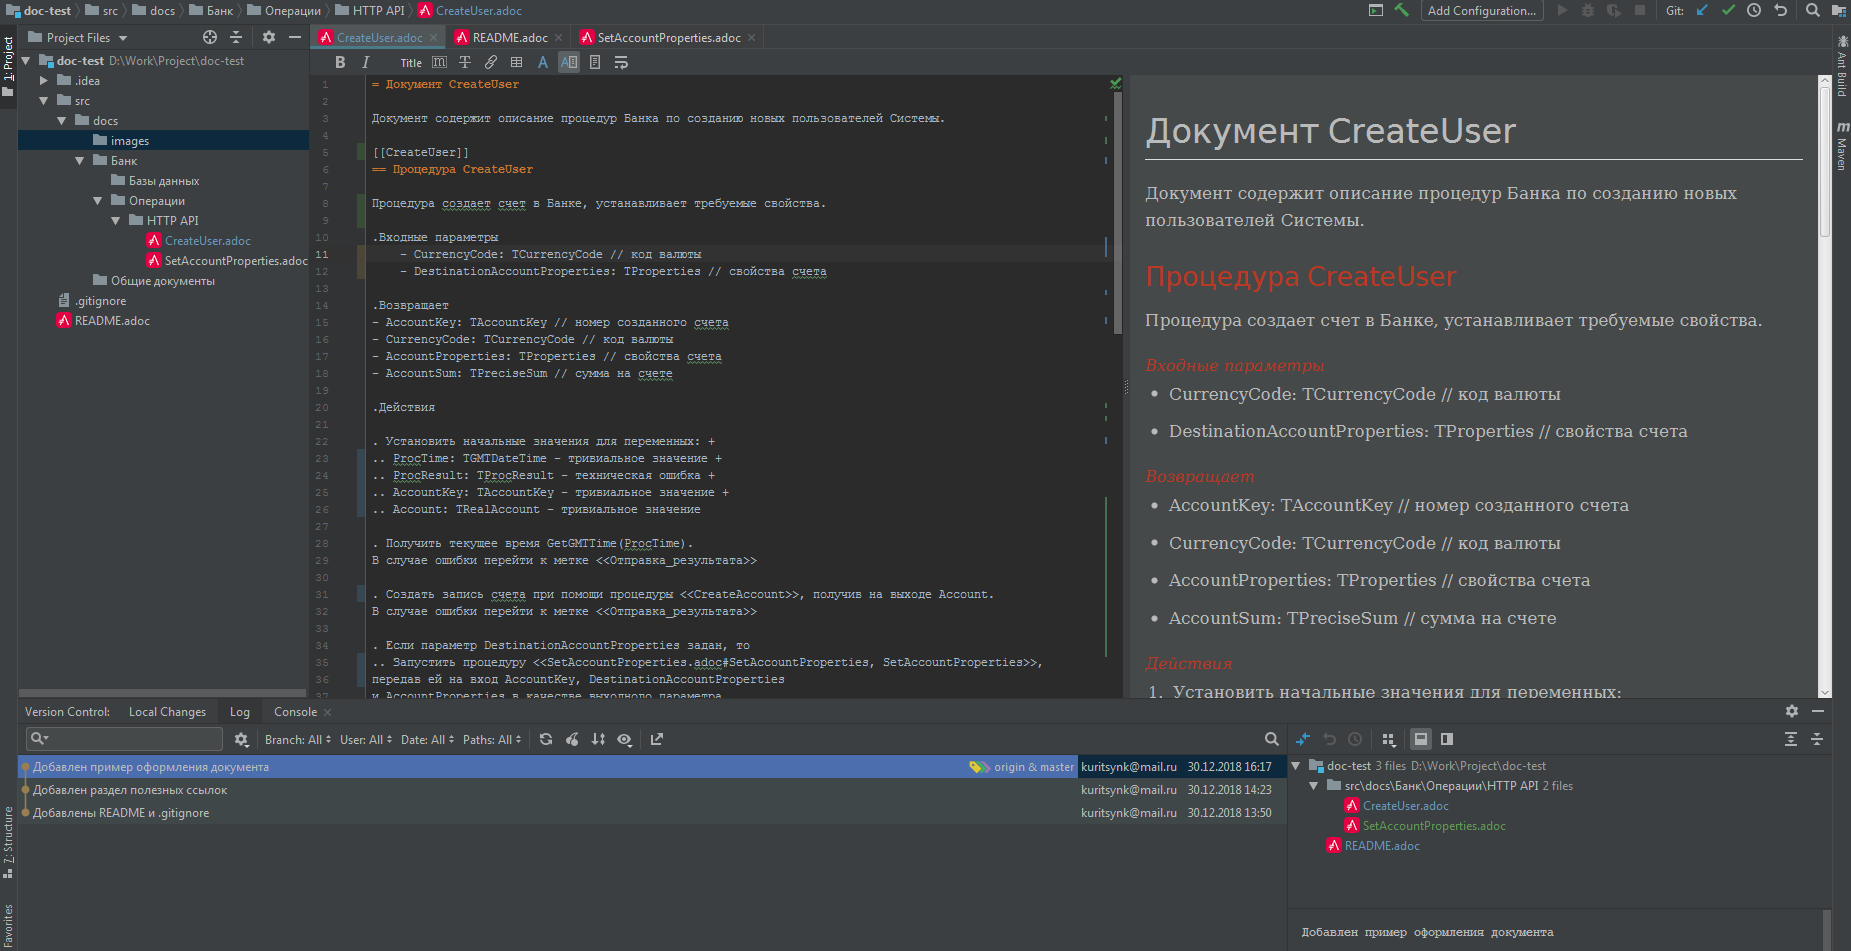 doc-test src docs Банк Операции HTTP API CreateUser.adoc Add Configuration... Git:
1: Project
Project Files
CreateUser.adoc README.adoc SetAccountProperties.adoc
B I Title
doc-test D:\Work\Project\doc-test
.idea
src
docs
images
Банк
Базы данных
Операции
HTTP API
CreateUser.adoc
SetAccountProperties.adoc
Общие документы
.gitignore
README.adoc
1 = Документ CreateUser
2
3 Документ содержит описание процедур Банка по созданию новых пользователей Системы.
4
5 [[CreateUser]]
6 == Процедура CreateUser
7
8 Процедура создает счет в Банке, устанавливает требуемые свойства.
9
10 .Входные параметры
11 - CurrencyCode: TCurrencyCode // код валюты
12 - DestinationAccountProperties: TProperties // свойства счета
13
14 .Возвращает
15 - AccountKey: TAccountKey // номер созданного счета
16 - CurrencyCode: TCurrencyCode // код валюты
17 - AccountProperties: TProperties // свойства счета
18 - AccountSum: TPreciseSum // сумма на счете
19
20 .Действия
21
22 . Установить начальные значения для переменных: +
23 .. ProcTime: TGMTDateTime - тривиальное значение +
24 .. ProcResult: TProcResult - техническая ошибка +
25 .. AccountKey: TAccountKey - тривиальное значение +
26 .. Account: TRealAccount - тривиальное значение
27
28 . Получить текущее время GetGMTTime(ProcTime).
29 В случае ошибки перейти к метке <<Отправка_результата>>
30
31 . Создать запись счета при помощи процедуры <<CreateAccount>>, получив на выходе Account.
32 В случае ошибки перейти к метке <<Отправка_результата>>
33
34 . Если параметр DestinationAccountProperties задан, то
35 .. Запустить процедуру <<SetAccountProperties.adoc#SetAccountProperties, SetAccountProperties>>,
36 передав ей на вход AccountKey, DestinationAccountProperties
37 и AccountProperties в качестве выходного параметра
Документ CreateUser
Документ содержит описание процедур Банка по созданию новых
пользователей Системы.
Процедура CreateUser
Процедура создает счет в Банке, устанавливает требуемые свойства.
Входные параметры
• CurrencyCode: TCurrencyCode // код валюты
• DestinationAccountProperties: TProperties // свойства счета
Возвращает
• AccountKey: TAccountKey // номер созданного счета
• CurrencyCode: TCurrencyCode // код валюты
• AccountProperties: TProperties // свойства счета
• AccountSum: TPreciseSum // сумма на счете
Действия
1. Установить начальные значения для переменных:
Ant Build
Maven
Version Control: Local Changes Log Console
Branch: All User: All Date: All Paths: All
Добавлен пример оформления документа origin & master kuritsynk@mail.ru 30.12.2018 16:17
Добавлен раздел полезных ссылок kuritsynk@mail.ru 30.12.2018 14:23
Добавлены README и .gitignore kuritsynk@mail.ru 30.12.2018 13:50
doc-test 3 files D:\Work\Project\doc-test
src\docs\Банк\Операции\HTTP API 2 files
CreateUser.adoc
SetAccountProperties.adoc
README.adoc
Добавлен пример оформления документа
7: Structure
Favorites